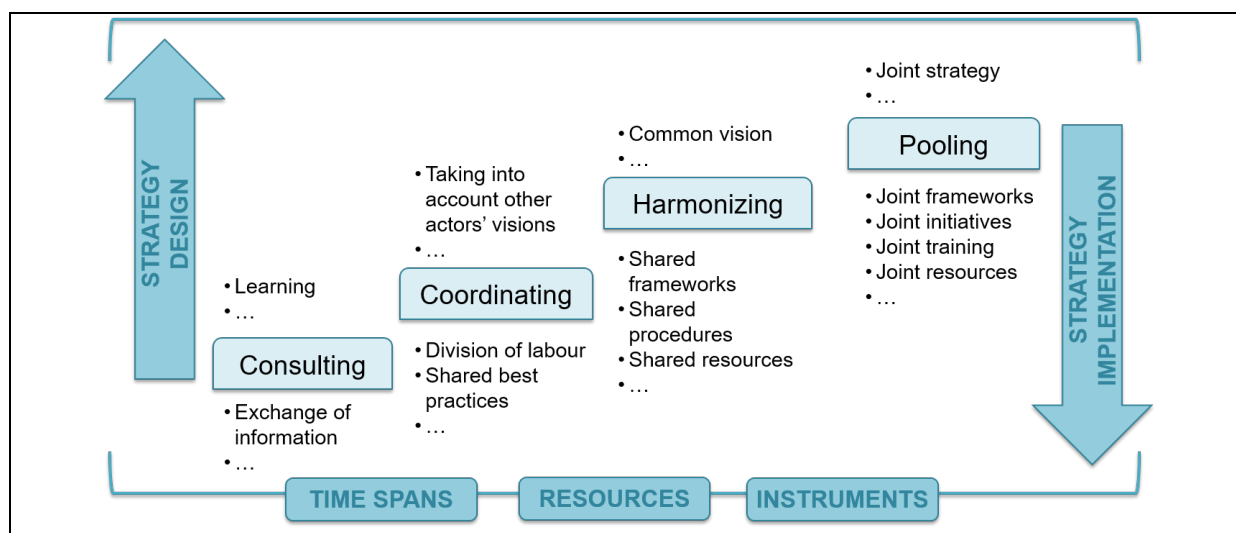 STRATEGY
DESIGN
• Learning
• …
Consulting
• Exchange of
information
• …
• Taking into
account other
actors' visions
• …
Coordinating
• Division of labour
• Shared best
practices
• …
• Common vision
• …
Harmonizing
• Shared
frameworks
• Shared
procedures
• Shared resources
• …
• Joint strategy
• …
Pooling
• Joint frameworks
• Joint initiatives
• Joint training
• Joint resources
• …
STRATEGY
IMPLEMENTATION
TIME SPANS
RESOURCES
INSTRUMENTS